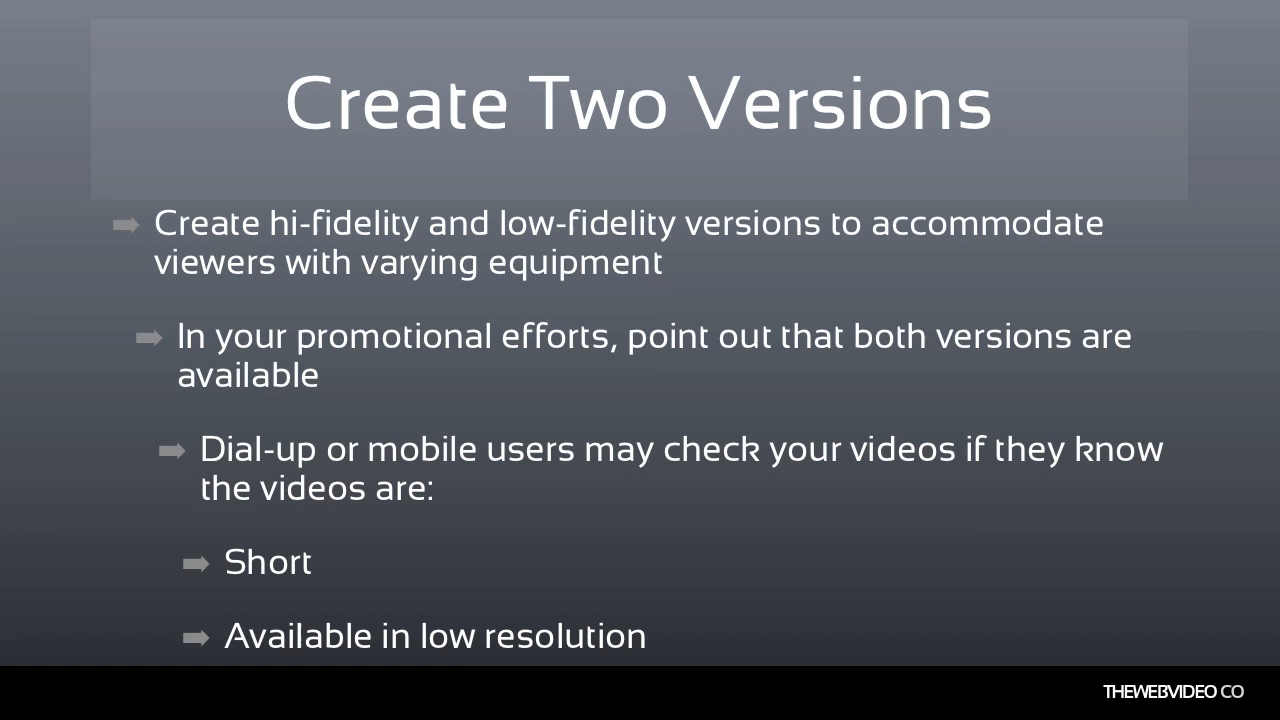 Create Two Versions
Create hi-fidelity and low-fidelity versions to accommodate
viewers with varying equipment
In your promotional efforts, point out that both versions are
available
Dial-up or mobile users may check your videos if they know
the videos are:
Short
Available in low resolution
THEWEBVIDEO CO